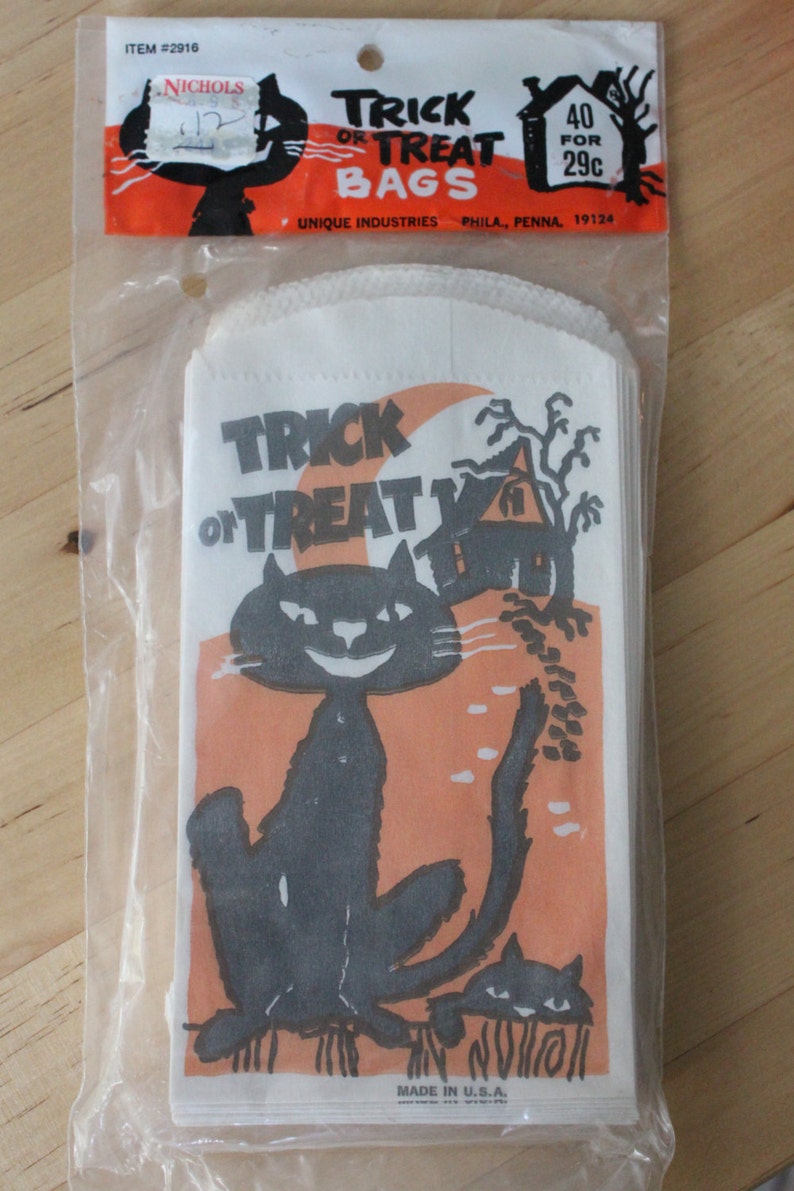 ITEM #2916
NICHOLS
TRICK
OR TREAT
BAGS
40
FOR
29c
UNIQUE INDUSTRIES PHILA., PENNA. 19124
TRICK
or TREAT
MADE IN U.S.A.